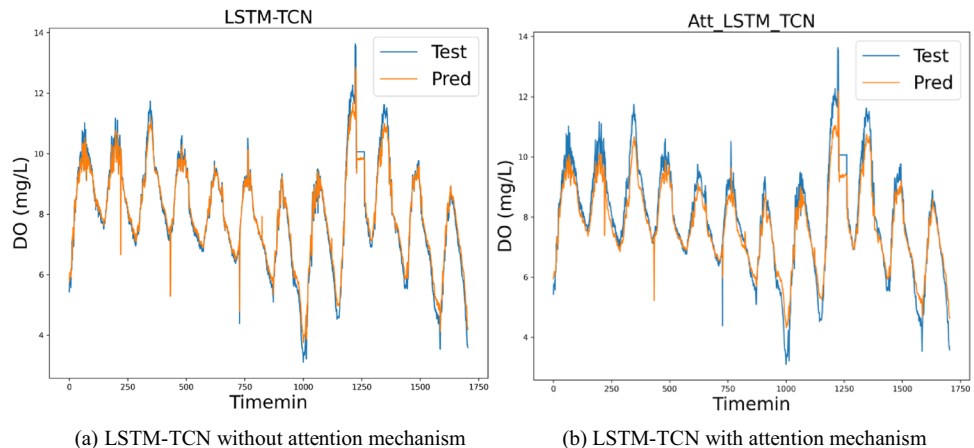 LSTM-TCN
14
12
10
8
6
4
DO (mg/L)
Test
Pred
0 250 500 750 1000 1250 1500 1750
Timemin
(a) LSTM-TCN without attention mechanism
Att_LSTM_TCN
14
12
10
8
6
4
DO (mg/L)
Test
Pred
0 250 500 750 1000 1250 1500 1750
Timemin
(b) LSTM-TCN with attention mechanism